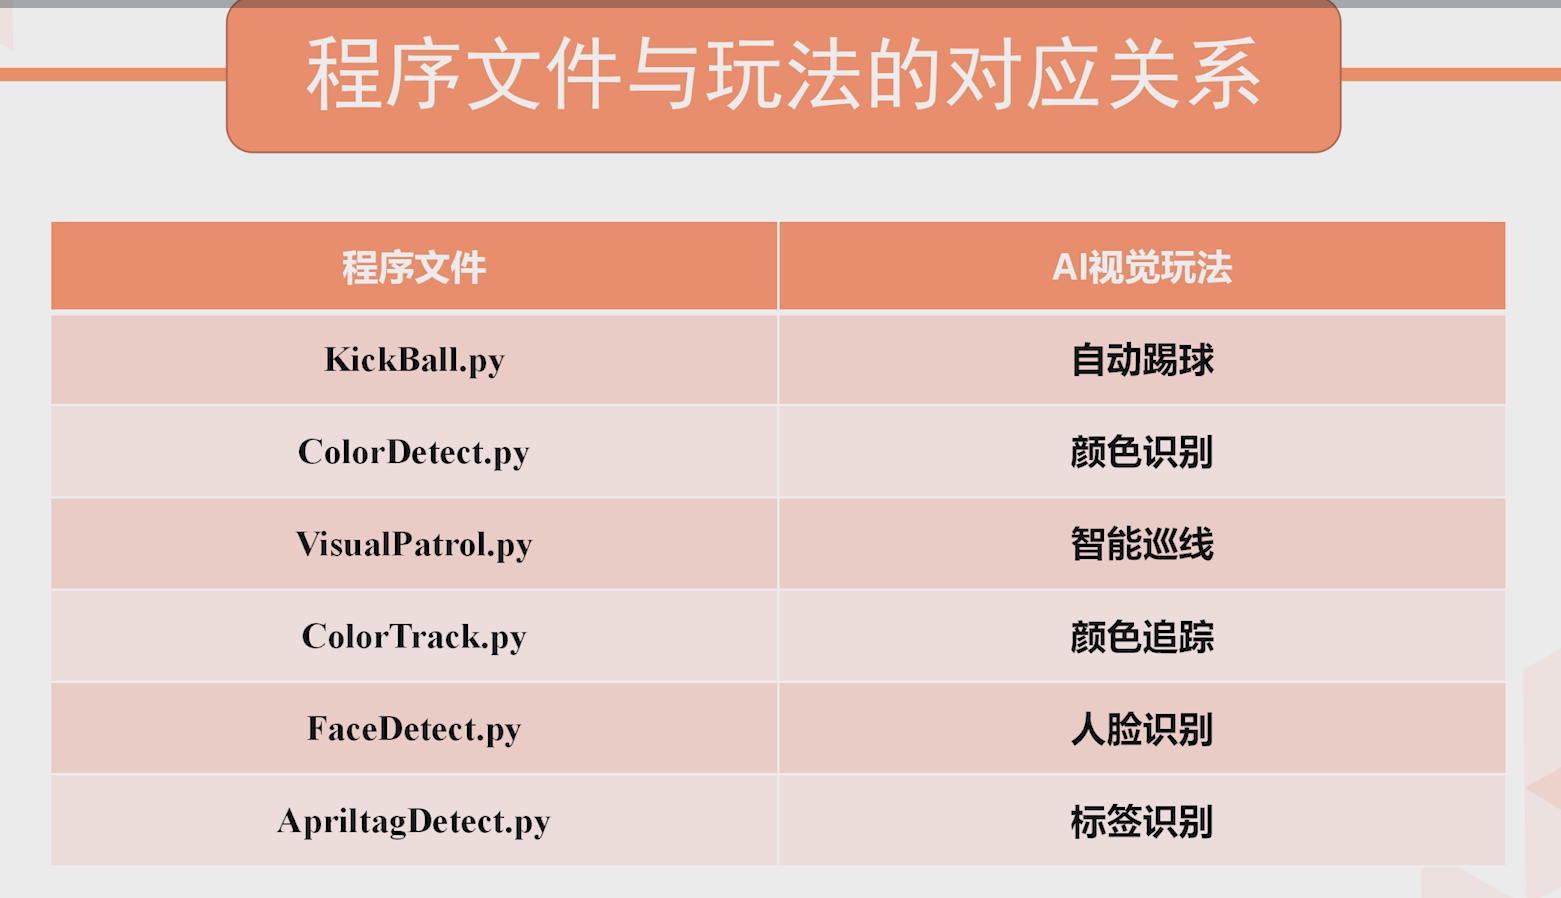 程序文件与玩法的对应关系
程序文件 AI视觉玩法
KickBall.py 自动踢球
ColorDetect.py 颜色识别
VisualPatrol.py 智能巡线
ColorTrack.py 颜色追踪
FaceDetect.py 人脸识别
ApriltagDetect.py 标签识别